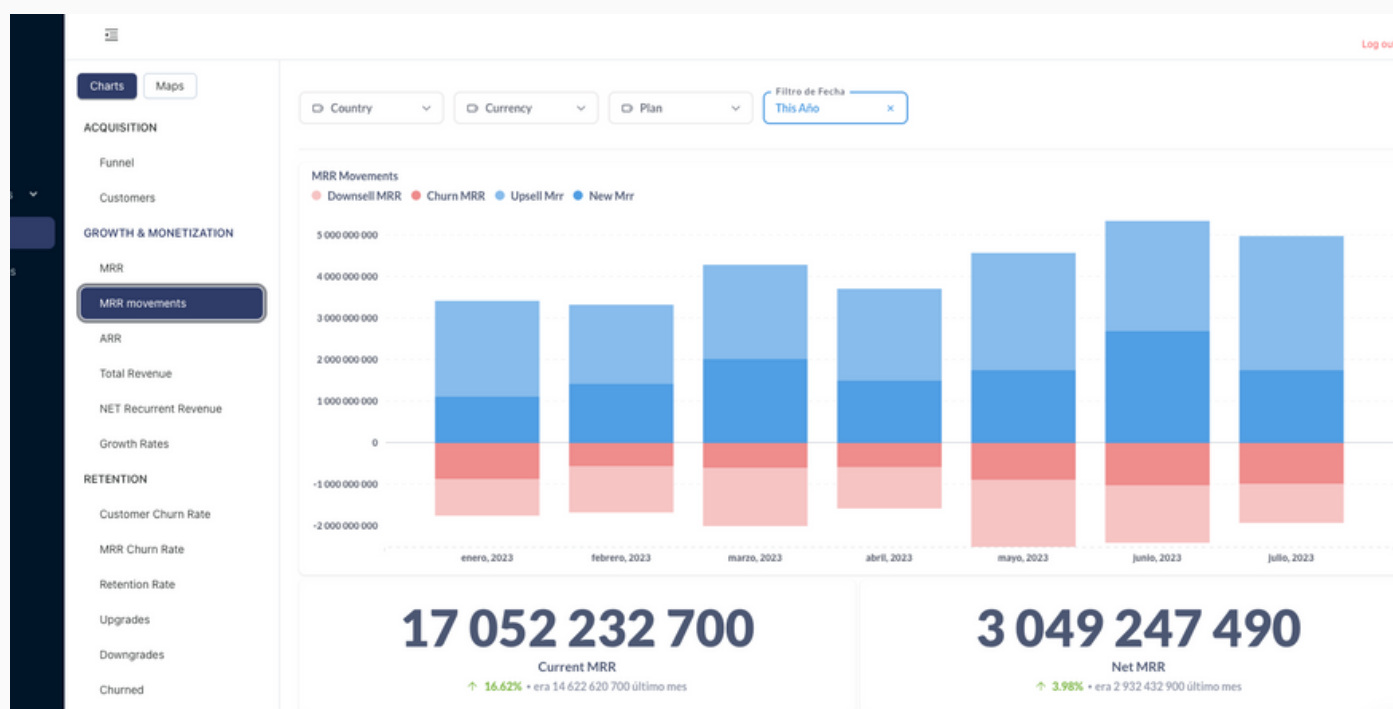 Log ou
Charts Maps
ACQUISITION
Funnel
Customers
GROWTH & MONETIZATION
MRR
MRR movements
ARR
Total Revenue
NET Recurrent Revenue
Growth Rates
RETENTION
Customer Churn Rate
MRR Churn Rate
Retention Rate
Upgrades
Downgrades
Churned
s
s
Country
Currency
Plan
Filtro de Fecha
This Año
MRR Movements
Downsell MRR Churn MRR Upsell Mrr New Mrr
5 000 000 000
4 000 000 000
3 000 000 000
2 000 000 000
1 000 000 000
0
-1 000 000 000
-2 000 000 000
enero, 2023 febrero, 2023 marzo, 2023 abril, 2023 mayo, 2023 junio, 2023 julio, 2023
17 052 232 700
Current MRR
↑ 16.62% • era 14 622 620 700 último mes
3 049 247 490
Net MRR
↑ 3.98% • era 2 932 432 900 último mes